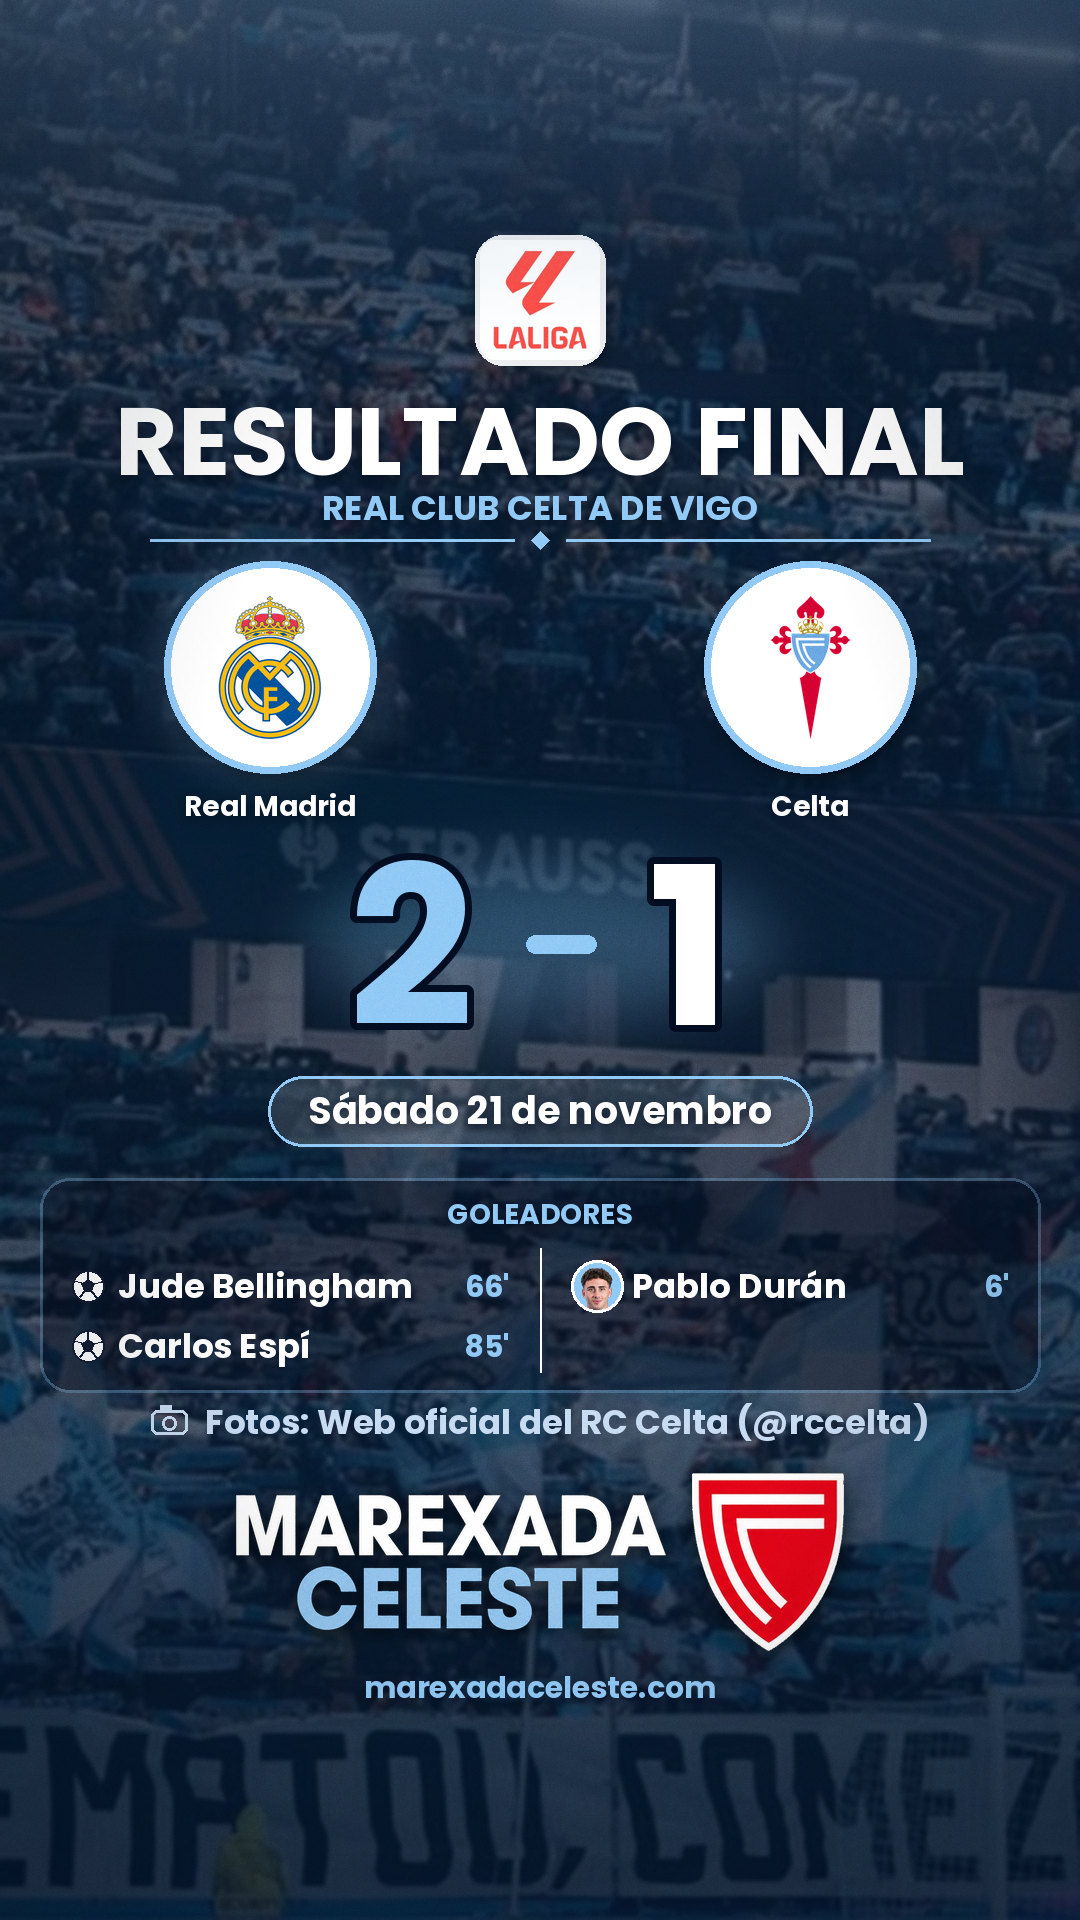 LALIGA
RESULTADO FINAL
REAL CLUB CELTA DE VIGO
Real Madrid
Celta
STRAUSS
2 - 1
Sábado 21 de novembro
GOLEADORES
Jude Bellingham 66'
Carlos Espí 85'
Pablo Durán 6'
Fotos: Web oficial del RC Celta (@rccelta)
MAREXADA
CELESTE
marexadaceleste.com